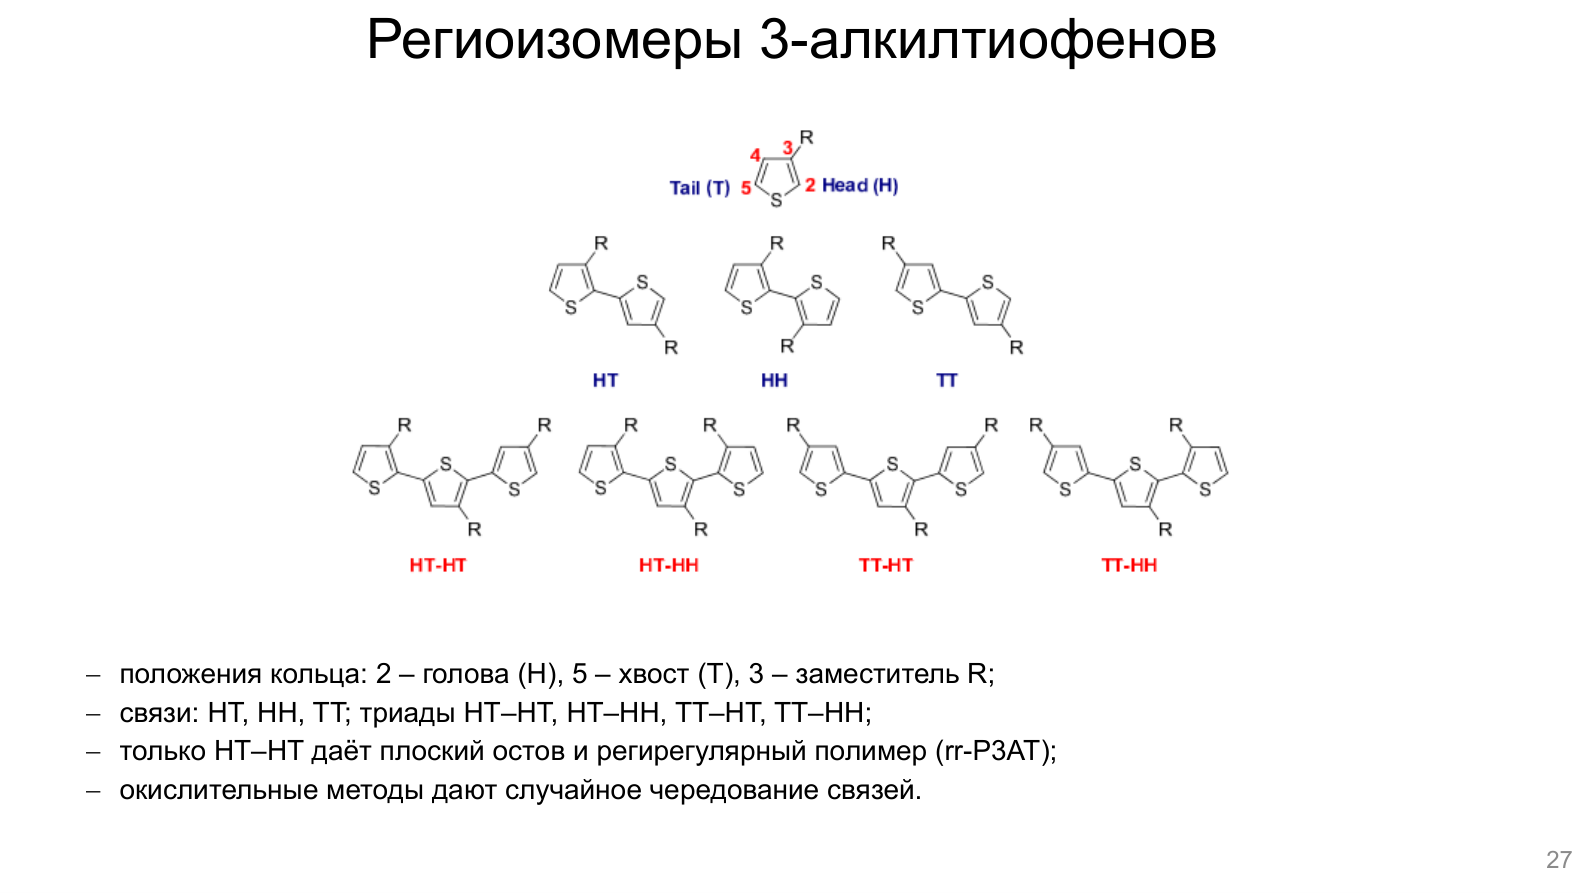 Региоизомеры 3-алкилтиофенов
R
4 3
Tail (T) 5 2 Head (H)
S
R R R
S S S
S S S
R R R
HT HH TT
R R R R R R R R
S S S S
S S S S S S S S
R R R R
HT-HT HT-HH TT-HT TT-HH
– положения кольца: 2 – голова (H), 5 – хвост (T), 3 – заместитель R;
– связи: HT, HH, TT; триады HT–HT, HT–HH, TT–HT, TT–HH;
– только HT–HT даёт плоский остов и регирегулярный полимер (rr-P3AT);
– окислительные методы дают случайное чередование связей.
27